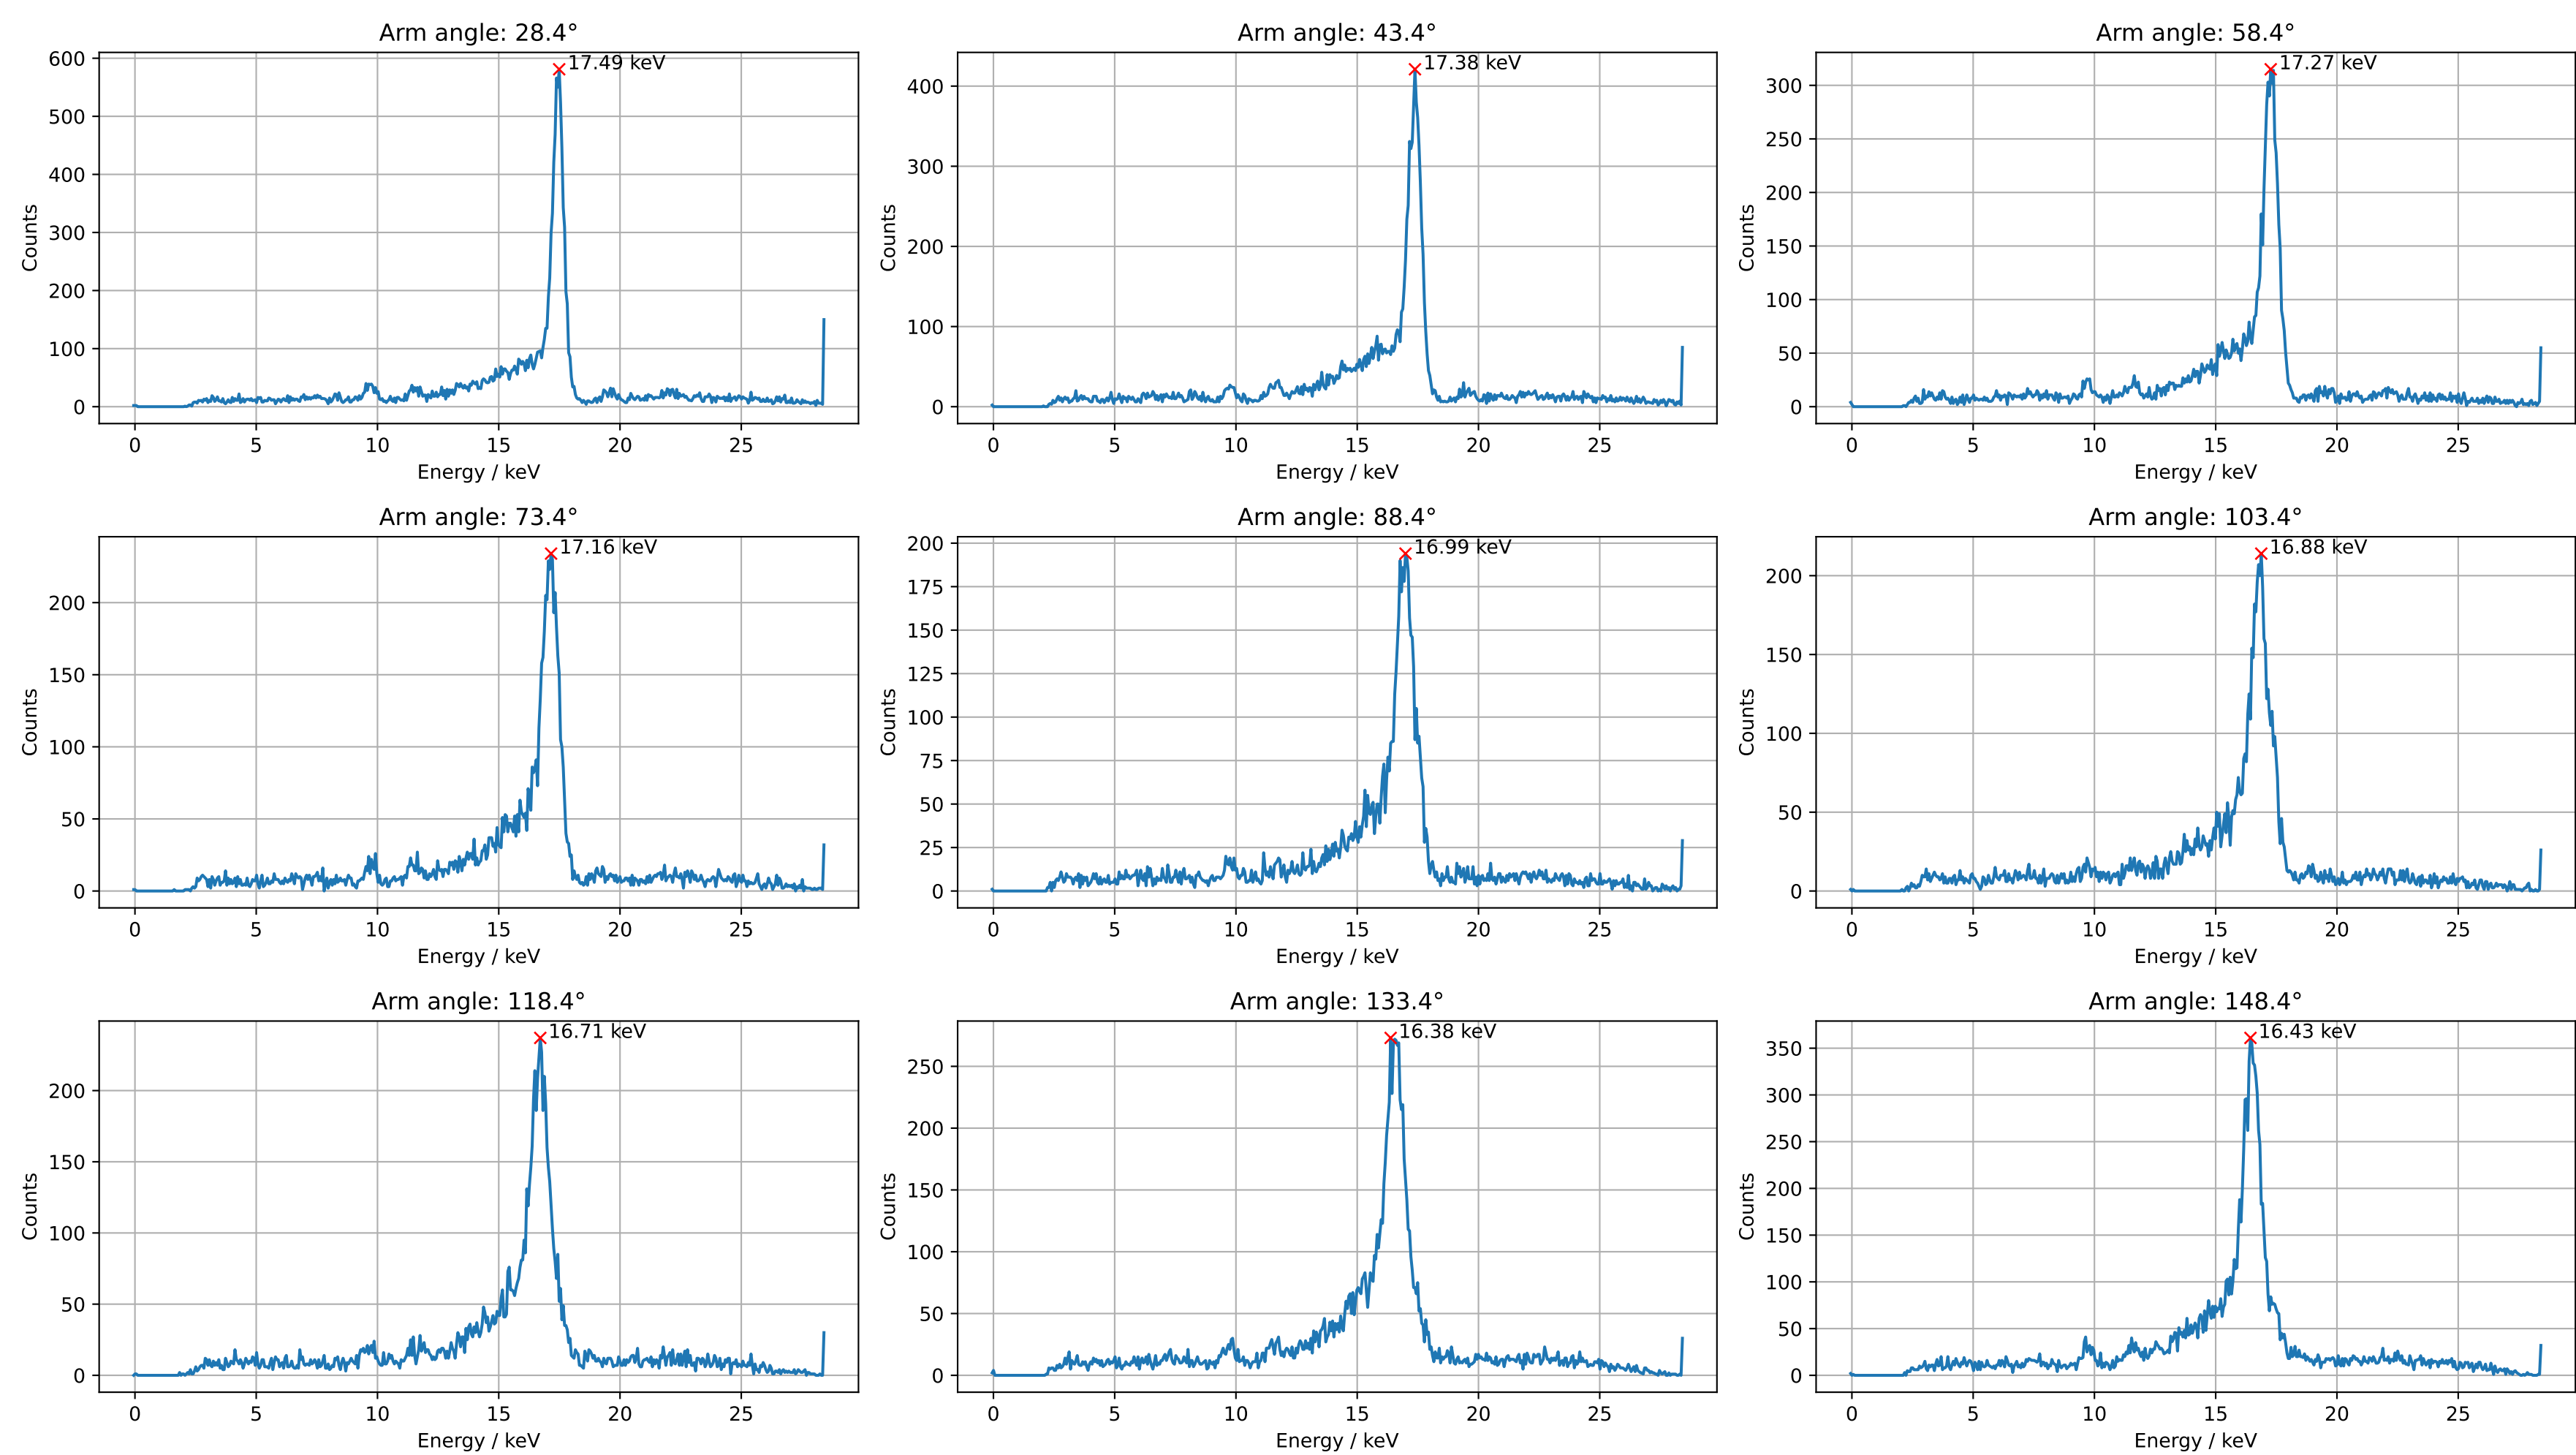 Arm angle: 28.4°
600
500
400
300
200
100
0
Counts
17.49 keV
0 5 10 15 20 25
Energy / keV
Arm angle: 43.4°
400
300
200
100
0
Counts
17.38 keV
0 5 10 15 20 25
Energy / keV
Arm angle: 58.4°
300
250
200
150
100
50
0
Counts
17.27 keV
0 5 10 15 20 25
Energy / keV
Arm angle: 73.4°
200
150
100
50
0
Counts
17.16 keV
0 5 10 15 20 25
Energy / keV
Arm angle: 88.4°
200
175
150
125
100
75
50
25
0
Counts
16.99 keV
0 5 10 15 20 25
Energy / keV
Arm angle: 103.4°
200
150
100
50
0
Counts
16.88 keV
0 5 10 15 20 25
Energy / keV
Arm angle: 118.4°
200
150
100
50
0
Counts
16.71 keV
0 5 10 15 20 25
Energy / keV
Arm angle: 133.4°
250
200
150
100
50
0
Counts
16.38 keV
0 5 10 15 20 25
Energy / keV
Arm angle: 148.4°
350
300
250
200
150
100
50
0
Counts
16.43 keV
0 5 10 15 20 25
Energy / keV